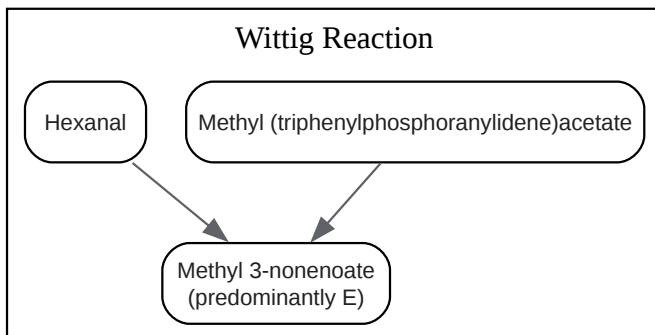 Wittig Reaction
Hexanal
Methyl (triphenylphosphoranylidene)acetate
Methyl 3-nonenoate
(predominantly E)